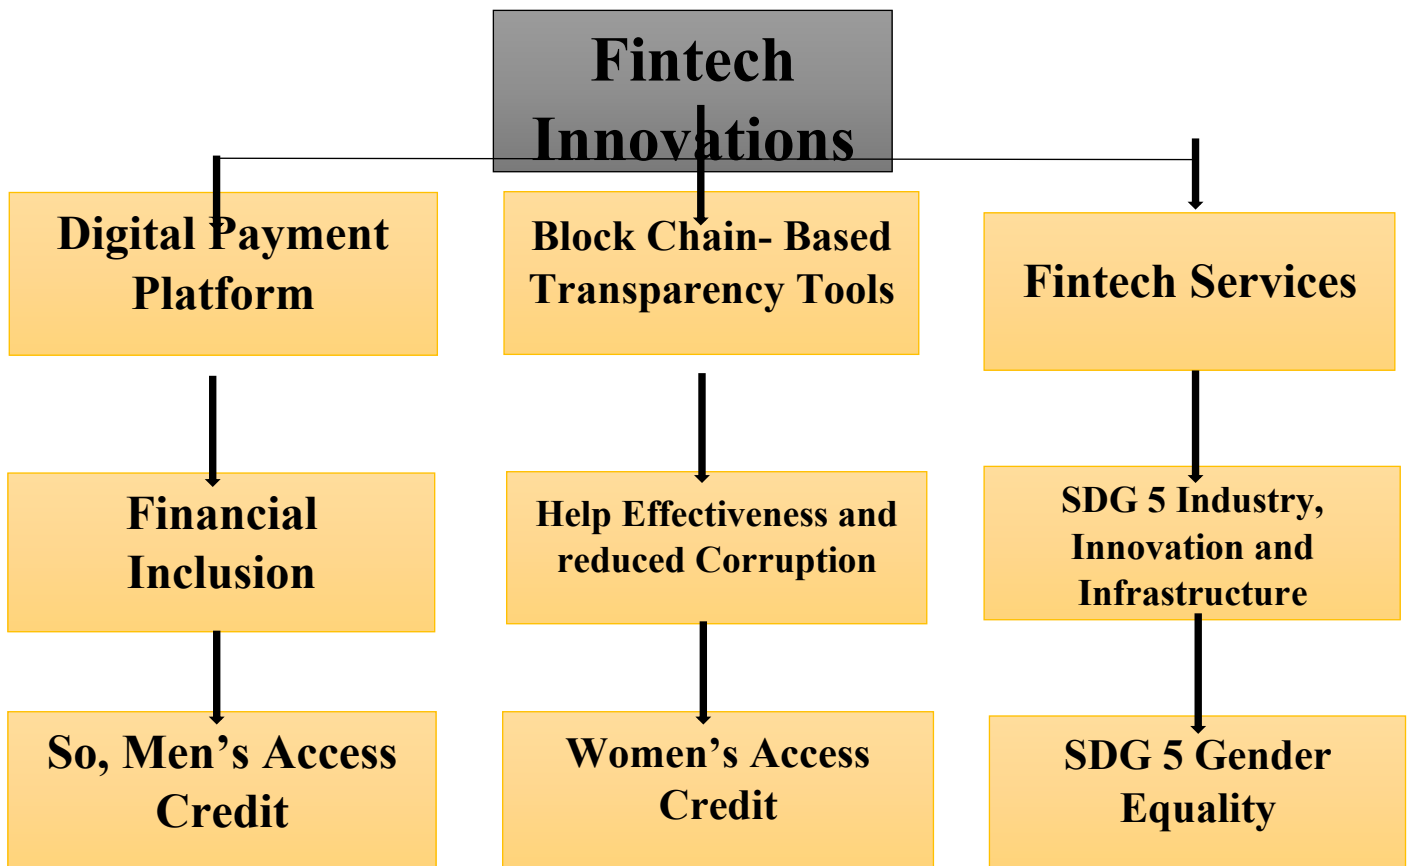 Fintech
Innovations
Digital Payment
Platform
Block Chain- Based
Transparency Tools
Fintech Services
Financial
Inclusion
Help Effectiveness and
reduced Corruption
SDG 5 Industry,
Innovation and
Infrastructure
So, Men’s Access
Credit
Women’s Access
Credit
SDG 5 Gender
Equality